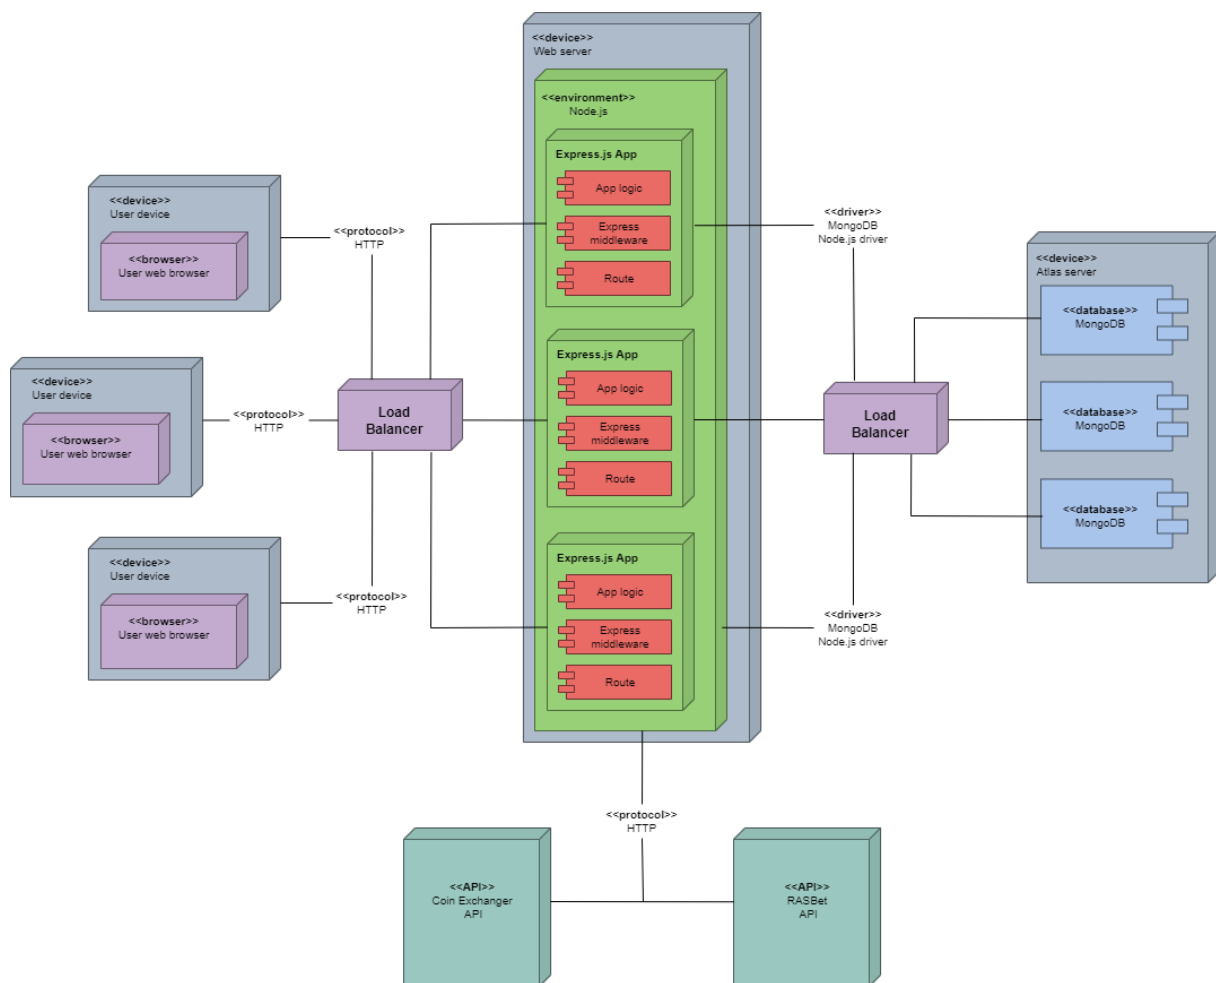 <<device>>
Web server
<<environment>>
Node.js
Express.js App
App logic
Express
middleware
Route
Express.js App
App logic
Express
middleware
Route
Express.js App
App logic
Express
middleware
Route
<<device>>
User device
<<browser>>
User web browser
<<protocol>>
HTTP
<<device>>
User device
<<browser>>
User web browser
<<protocol>>
HTTP
<<device>>
User device
<<browser>>
User web browser
<<protocol>>
HTTP
Load
Balancer
<<driver>>
MongoDB
Node.js driver
Load
Balancer
<<driver>>
MongoDB
Node.js driver
<<device>>
Atlas server
<<database>>
MongoDB
<<database>>
MongoDB
<<database>>
MongoDB
<<protocol>>
HTTP
<<API>>
Coin Exchanger
API
<<API>>
RASBet
API